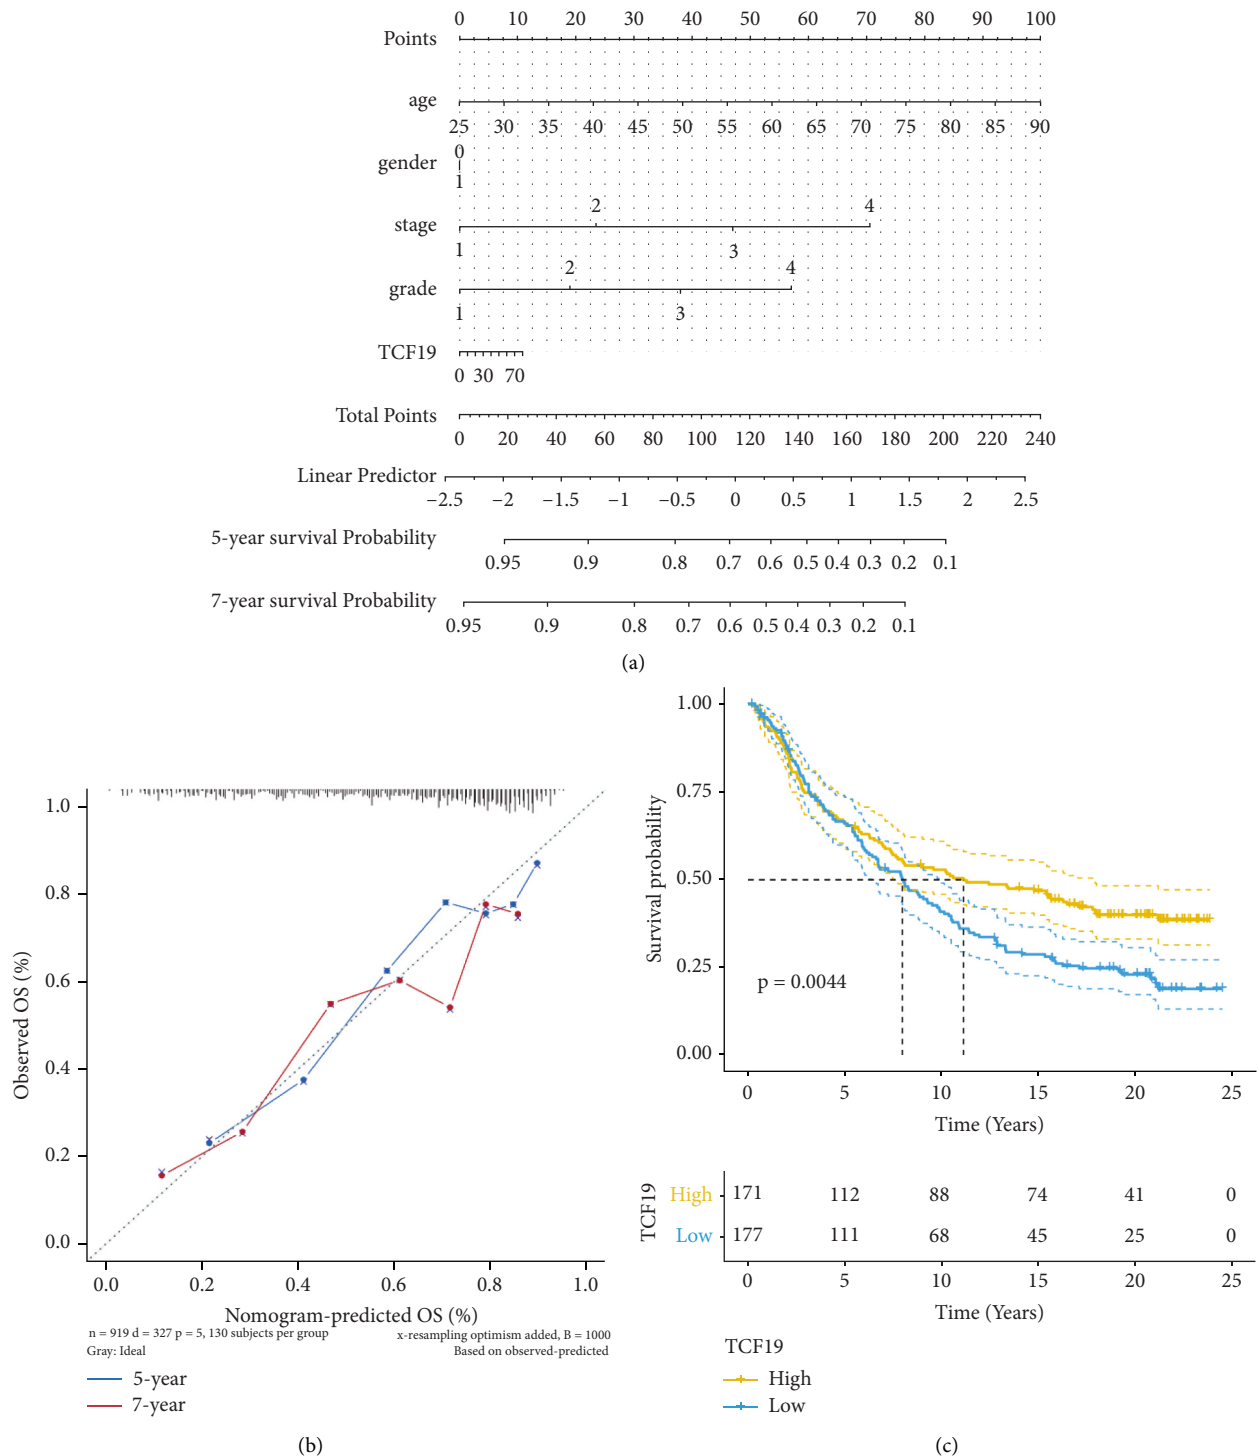 Points
0 10 20 30 40 50 60 70 80 90 100
age
25 30 35 40 45 50 55 60 65 70 75 80 85 90
gender
0
1
stage
2 4
1 3
grade
2 4
1 3
TCF19
0 30 70
Total Points
0 20 40 60 80 100 120 140 160 180 200 220 240
Linear Predictor
−2.5 −2 −1.5 −1 −0.5 0 0.5 1 1.5 2 2.5
5-year survival Probability
0.95 0.9 0.8 0.7 0.6 0.5 0.4 0.3 0.2 0.1
7-year survival Probability
0.95 0.9 0.8 0.7 0.6 0.5 0.4 0.3 0.2 0.1
(a)
Observed OS (%)
1.0
0.8
0.6
0.4
0.2
0.0
0.0 0.2 0.4 0.6 0.8 1.0
Nomogram-predicted OS (%)
n = 919 d = 327 p = 5, 130 subjects per group
Gray: Ideal
x-resampling optimism added, B = 1000
Based on observed-predicted
5-year
7-year
(b)
Survival probability
1.00
0.75
0.50
0.25
0.00
p = 0.0044
0 5 10 15 20 25
Time (Years)
TCF19
High 171 112 88 74 41 0
Low 177 111 68 45 25 0
0 5 10 15 20 25
Time (Years)
TCF19
High
Low
(c)